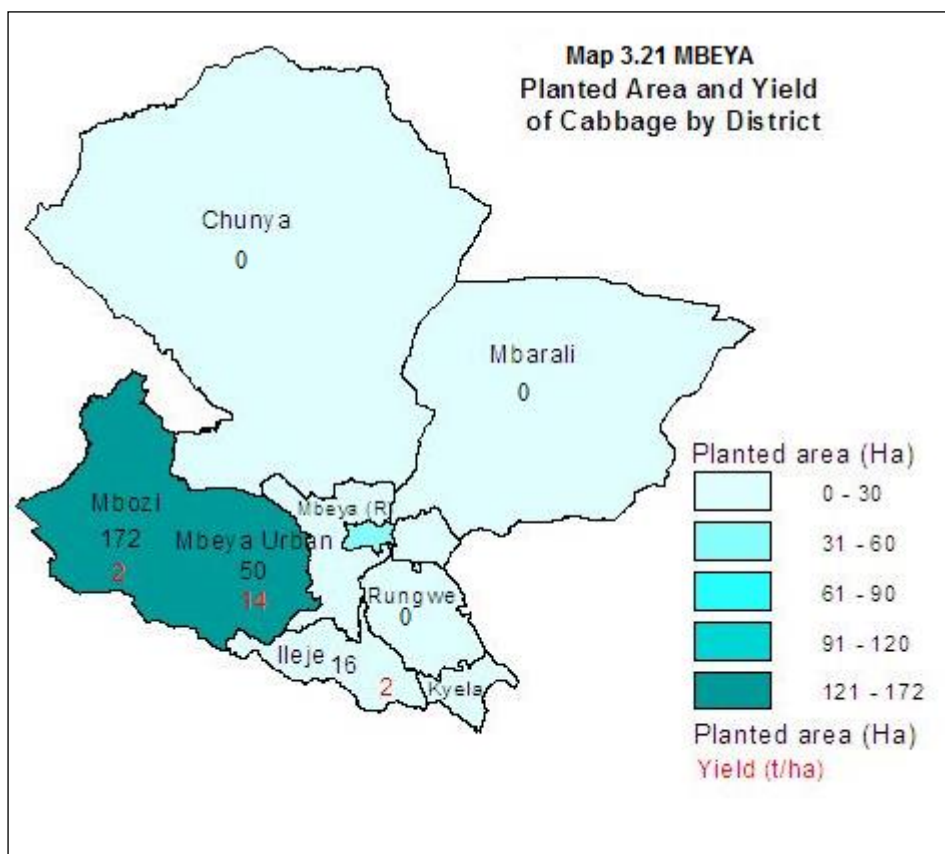 Map 3.21 MBEYA
Planted Area and Yield
of Cabbage by District
Chunya
0
Mbarali
0
Mbozi
172
2
Mbeya (R)
Mbeya Urban
50
14
Rungwe
0
Ileje 16
2
Kyela
Planted area (Ha)
0 - 30
31 - 60
61 - 90
91 - 120
121 - 172
Planted area (Ha)
Yield (t/ha)